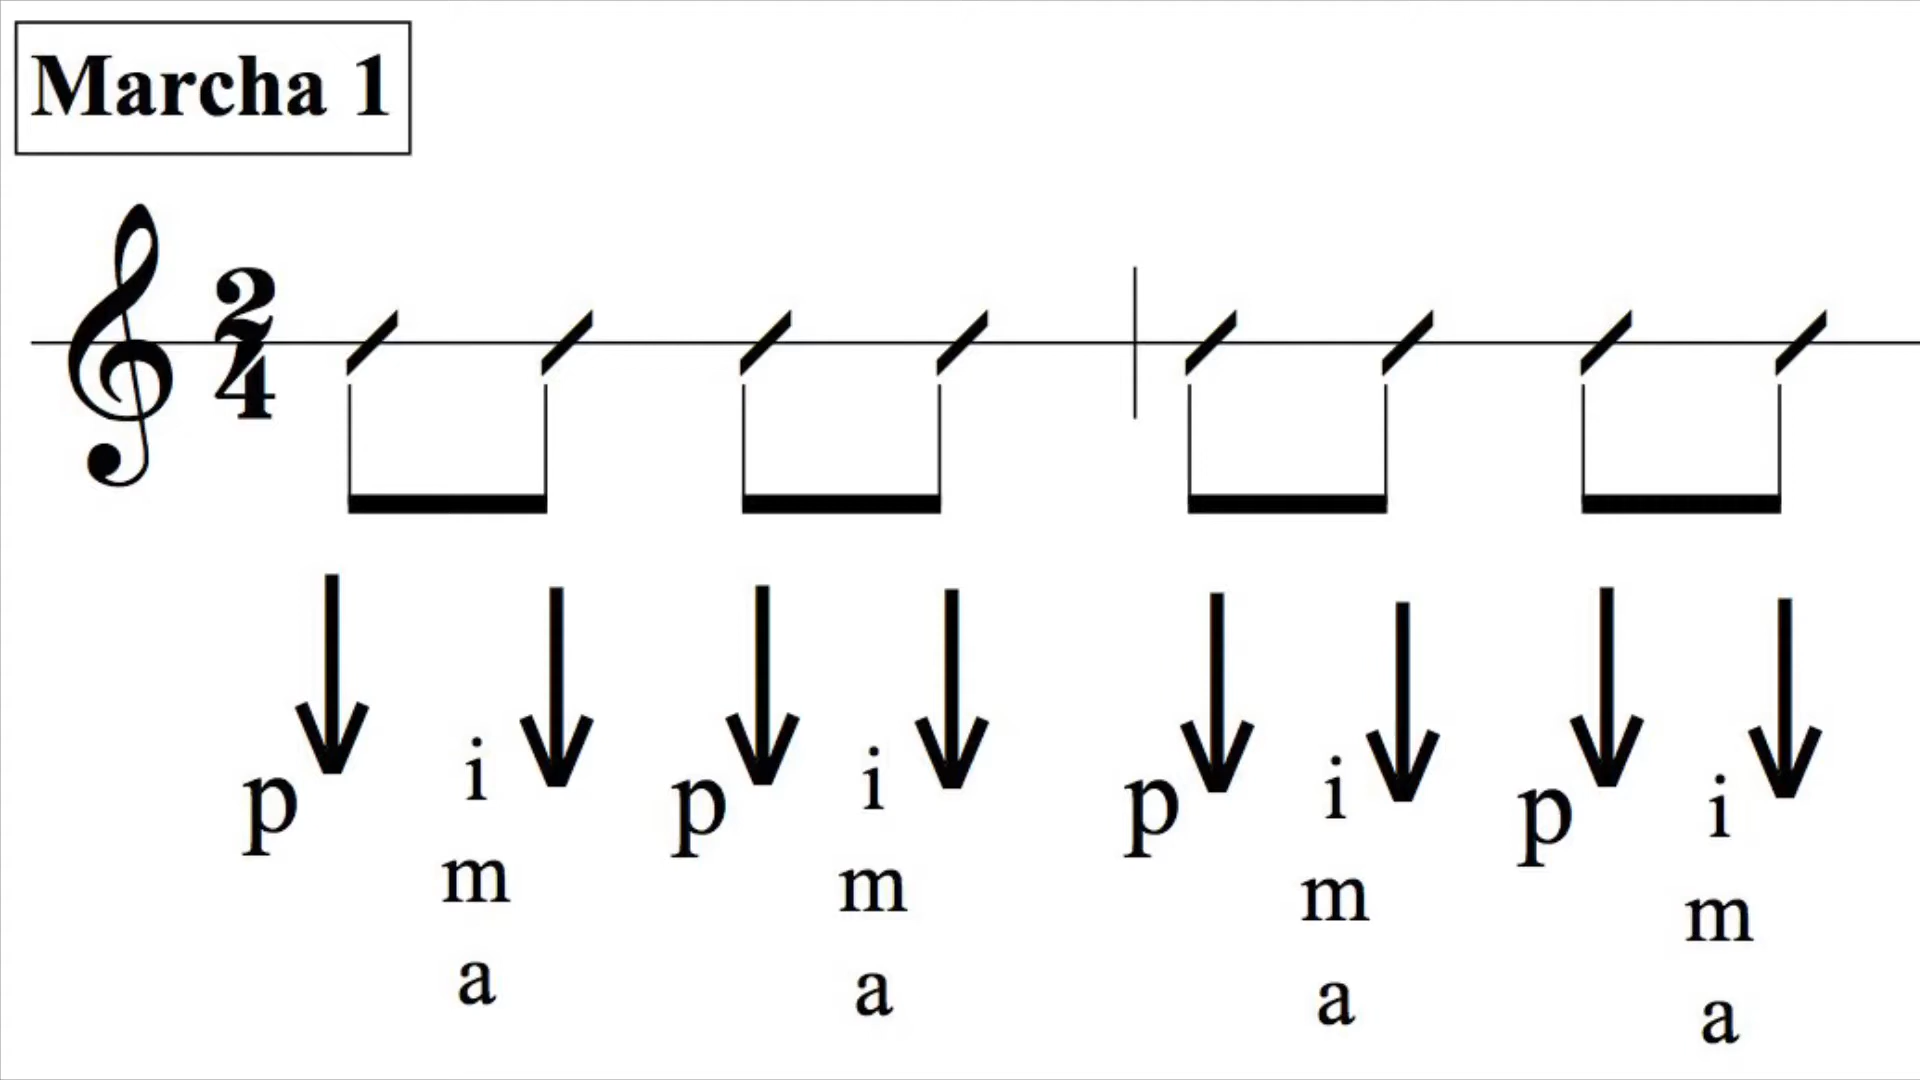 Marcha 1
2
4
p i p i p i p i
m m m m
a a a a